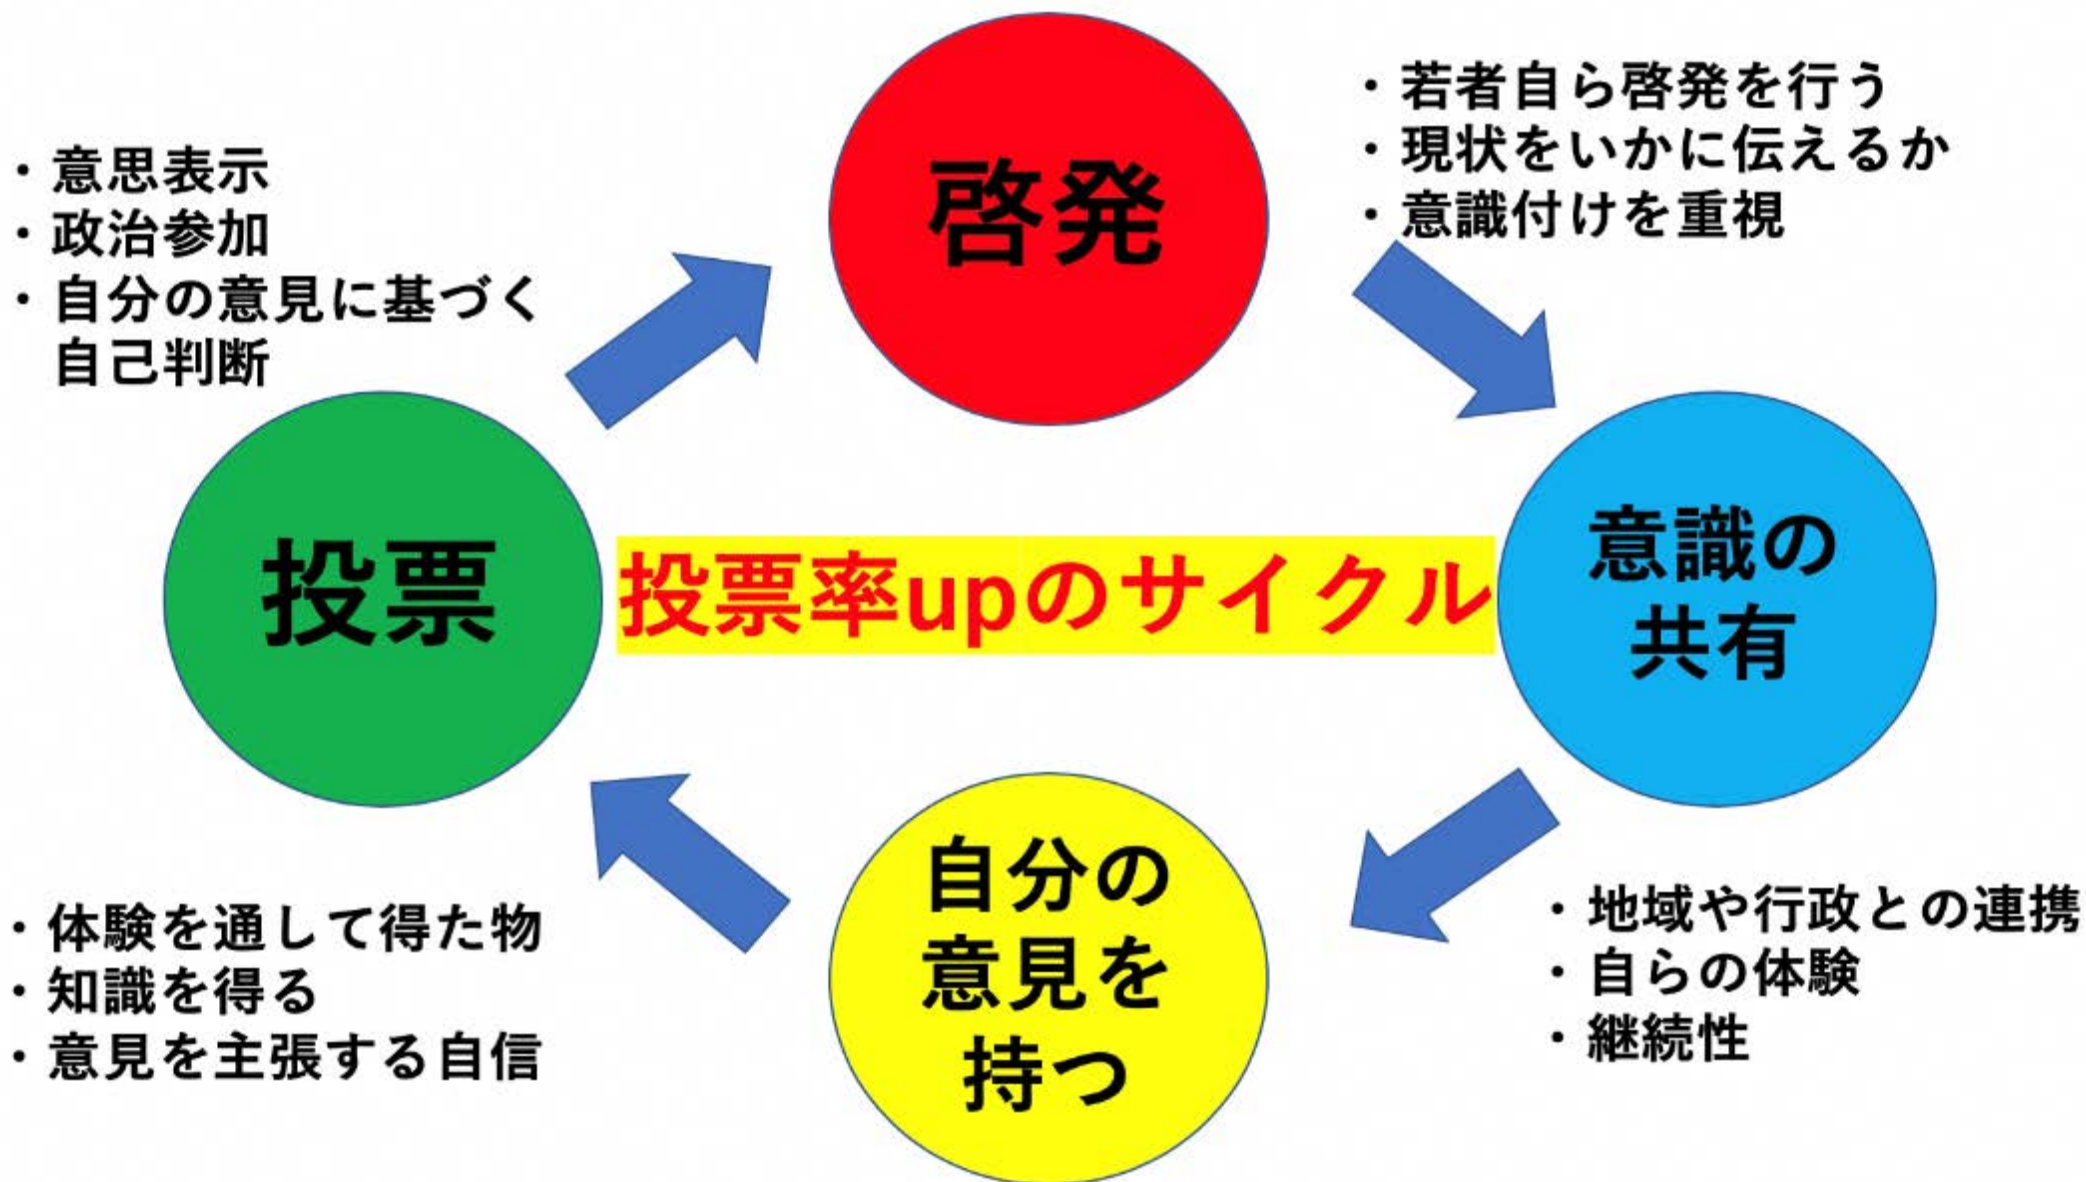 啓発
・若者自ら啓発を行う
・現状をいかに伝えるか
・意識付けを重視
・意思表示
・政治参加
・自分の意見に基づく
自己判断
投票
投票率upのサイクル
意識の
共有
自分の
意見を
持つ
・体験を通して得た物
・知識を得る
・意見を主張する自信
・地域や行政との連携
・自らの体験
・継続性